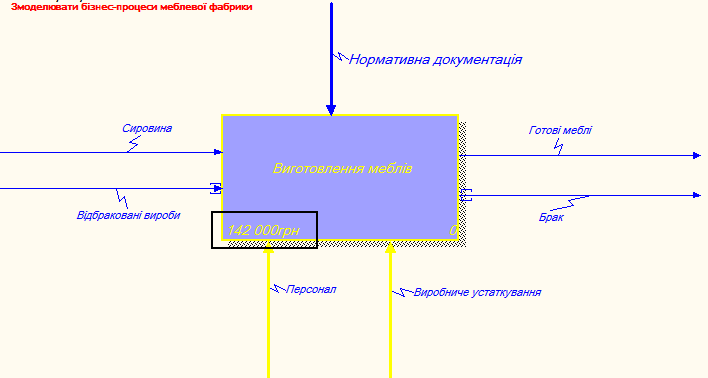 Змоделювати бізнес-процеси меблевої фабрики
Нормативна документація
Сировина
Готові меблі
Виготовлення меблів
Відбраковані вироби
Брак
142 000грн
0
Персонал
Виробниче устаткування